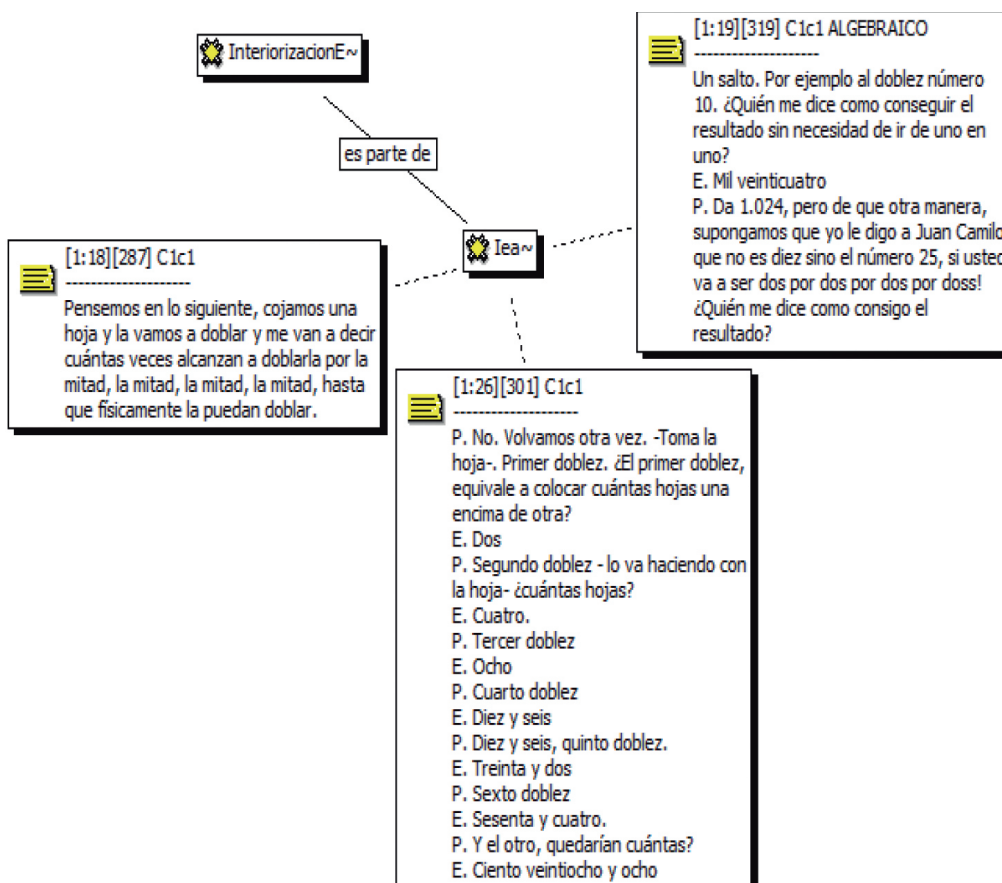 InteriorizacionE~
es parte de
Iea~
[1:19][319] C1c1 ALGEBRAICO
--------------------
Un salto. Por ejemplo al doblez número
10. ¿Quién me dice como conseguir el
resultado sin necesidad de ir de uno en
uno?
E. Mil veinticuatro
P. Da 1.024, pero de que otra manera,
supongamos que yo le digo a Juan Camilo
que no es diez sino el número 25, si usted
va a ser dos por dos por dos por doss!
¿Quién me dice como consigo el
resultado?
[1:18][287] C1c1
--------------------
Pensemos en lo siguiente, cojamos una
hoja y la vamos a doblar y me van a decir
cuántas veces alcanzan a doblarla por la
mitad, la mitad, la mitad, la mitad, hasta
que físicamente la puedan doblar.
[1:26][301] C1c1
--------------------
P. No. Volvamos otra vez. -Toma la
hoja-. Primer doblez. ¿El primer doblez,
equivale a colocar cuántas hojas una
encima de otra?
E. Dos
P. Segundo doblez - lo va haciendo con
la hoja- ¿cuántas hojas?
E. Cuatro.
P. Tercer doblez
E. Ocho
P. Cuarto doblez
E. Diez y seis
P. Diez y seis, quinto doblez.
E. Treinta y dos
P. Sexto doblez
E. Sesenta y cuatro.
P. Y el otro, quedarían cuántas?
E. Ciento veintiocho y ocho